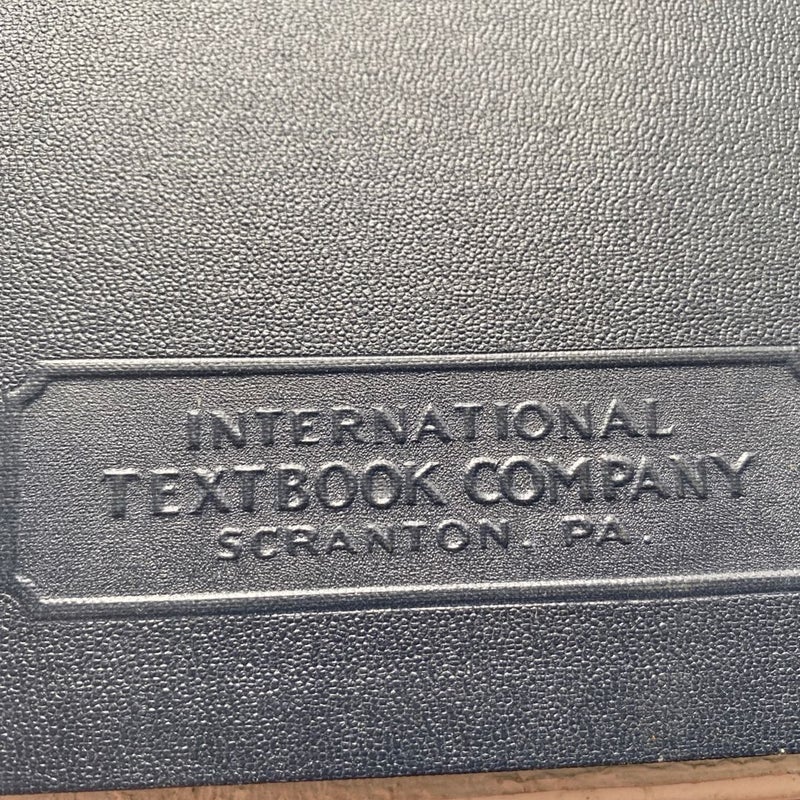 INTERNATIONAL
TEXTBOOK COMPANY
SCRANTON. PA.